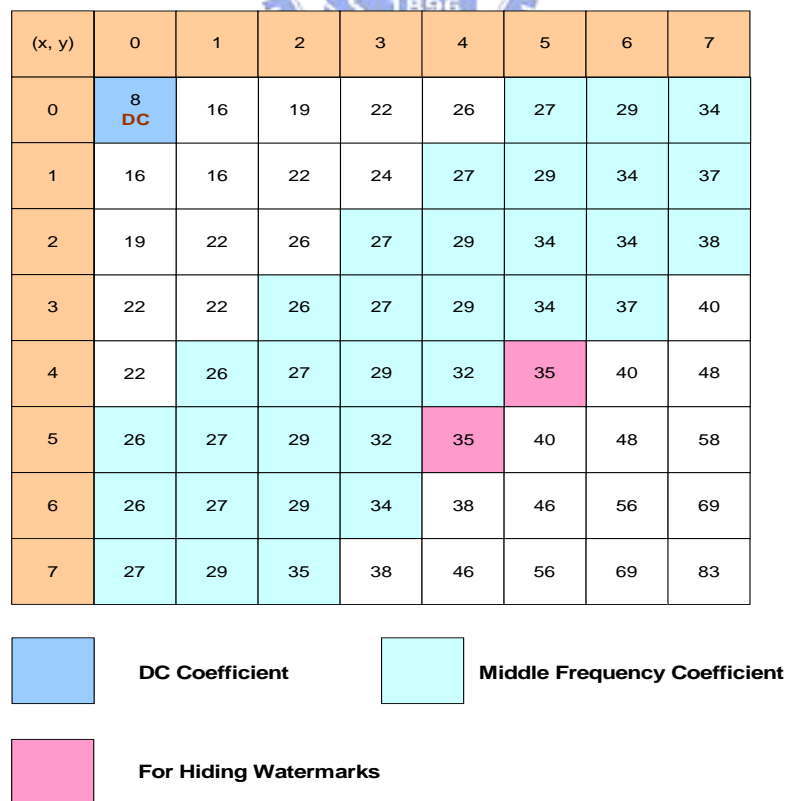 1896
(x, y) 0 1 2 3 4 5 6 7
0 8 16 19 22 26 27 29 34
DC
1 16 16 22 24 27 29 34 37
2 19 22 26 27 29 34 34 38
3 22 22 26 27 29 34 37 40
4 22 26 27 29 32 35 40 48
5 26 27 29 32 35 40 48 58
6 26 27 29 34 38 46 56 69
7 27 29 35 38 46 56 69 83
DC Coefficient Middle Frequency Coefficient
For Hiding Watermarks